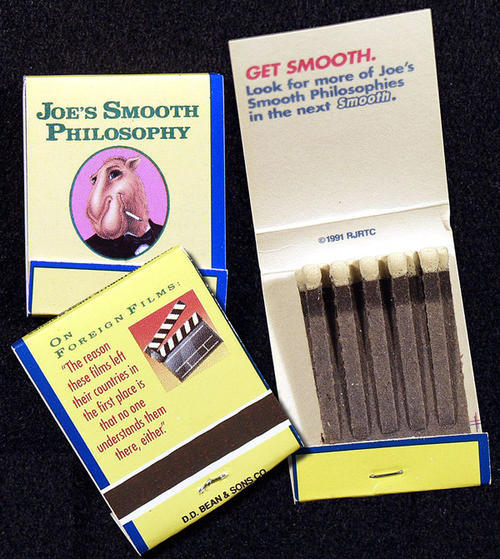 JOE'S SMOOTH
PHILOSOPHY
GET SMOOTH.
Look for more of Joe's
Smooth Philosophies
in the next Smooth.
©1991 RJRTC
ON
FOREIGN FILMS:
"The reason
these films left
their countries in
the first place is
that no one
understands them
there, either."
D.D. BEAN & SONS CO.